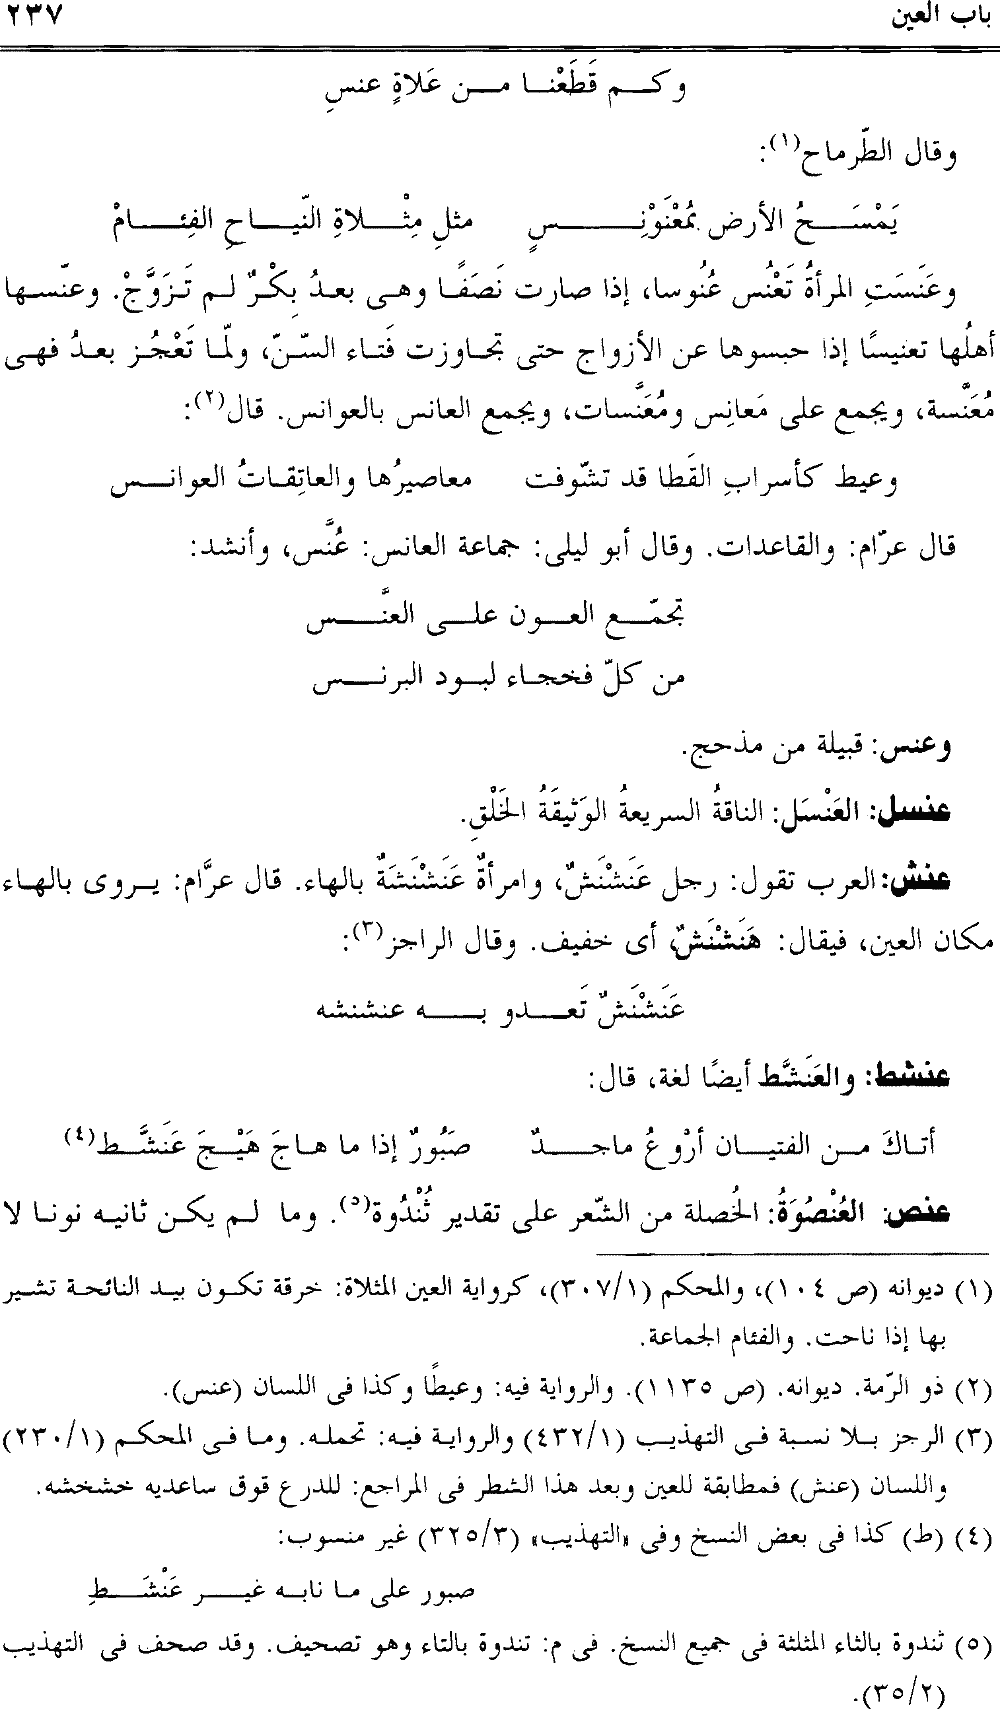 باب العين ٢٣٧
وكم قَطَعْنا من عَلاةٍ عنسِ
وقال الطّرماح(١):
يَمْسَحُ الأرض بمُعْنَوْنِسٍ مثلِ مِثْلاةِ النّياحِ الفِئامْ
وعَنَسَتِ المرأةُ تَعْنُس عُنُوسا، إذا صارت نَصَفًا وهى بعدُ بِكْرٌ لم تَزَوَّجْ. وعنّسها
أهلُها تعنيسًا إذا حبسوها عن الأزواج حتى تجاوزت فَتاء السّنّ، ولمّا تَعْجُز بعدُ فهى
مُعَنَّسة، ويجمع على مَعانِس ومُعَنَّسات، ويجمع العانس بالعوانس. قال(٢):
وعيط كأسرابِ القَطا قد تشّوفت معاصيرُها والعاتِقاتُ العوانس
قال عرّام: والقاعدات. وقال أبو ليلى: جماعة العانس: عُنَّس، وأنشد:
تجمّع العون على العنَّس
من كلّ فخجاء لبود البرنس
وعنس: قبيلة من مذحج.
عنسل: العَنْسَل: الناقةُ السريعةُ الوَثيقَةُ الخَلْقِ.
عنش: العرب تقول: رجل عَنَشْنَشٌ، وامرأةٌ عَنَشْنَشَةٌ بالهاء. قال عرَّام: يروى بالهاء
مكان العين، فيقال: هَنَشْنَشٌ أى خفيف. وقال الراجز(٣):
عَنَشْنَشٌ تَعدو به عنشنشه
عنشط: والعَنَشَّط أيضًا لغة، قال:
أتاكَ من الفتيان أرْوعُ ماجدٌ صَبُورٌ إذا ما هاجَ هَيْجَ عَنَشَّط(٤)
عنص: العُنْصُوَةُ: الخُصلة من الشّعر على تقدير ثُنْدُوة(٥). وما لم يكن ثانيه نونا لا
(١) ديوانه (ص ١٠٤)، والمحكم (٣٠٧/١)، كرواية العين المثلاة: خرقة تكون بيد النائحة تشير
بها إذا ناحت. والفئام الجماعة.
(٢) ذو الرّمة. ديوانه. (ص ١١٣٥). والرواية فيه: وعيطًا وكذا فى اللسان (عنس).
(٣) الرجز بلا نسبة فى التهذيب (٤٣٢/١) والرواية فيه: تحمله. وما فى المحكم (٢٣٠/١)
واللسان (عنش) فمطابقة للعين وبعد هذا الشطر فى المراجع: للدرع قوق ساعديه خشخشه.
(٤) (ط) كذا فى بعض النسخ وفى «التهذيب» (٣٢٥/٣) غير منسوب:
صبور على ما نابه غير عَنْشَطِ
(٥) ثندوة بالثاء المثلثة فى جميع النسخ. فى م: تندوة بالتاء وهو تصحيف. وقد صحف فى التهذيب
(٣٥/٢).